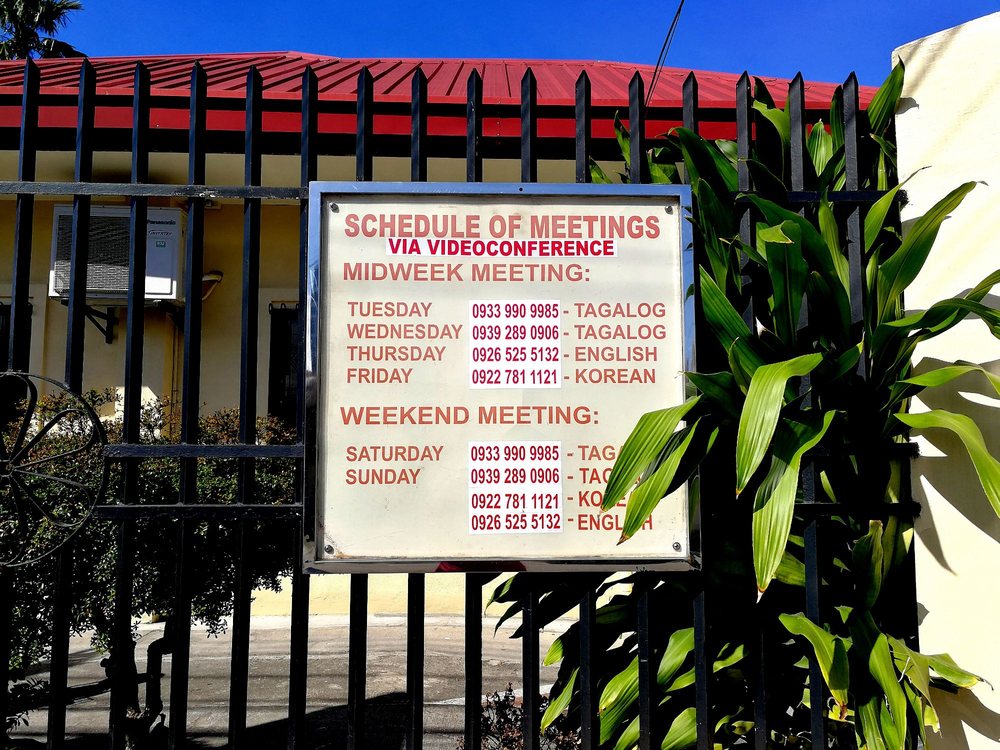 SCHEDULE OF MEETINGS
VIA VIDEOCONFERENCE
MIDWEEK MEETING:
TUESDAY 0933 990 9985 - TAGALOG
WEDNESDAY 0939 289 0906 - TAGALOG
THURSDAY 0926 525 5132 - ENGLISH
FRIDAY 0922 781 1121 - KOREAN
WEEKEND MEETING:
SATURDAY 0933 990 9985 -
SUNDAY 0939 289 0906 -
0922 781 1121 -
0926 525 5132 - ENGLISH
Panasonic
INVERTER